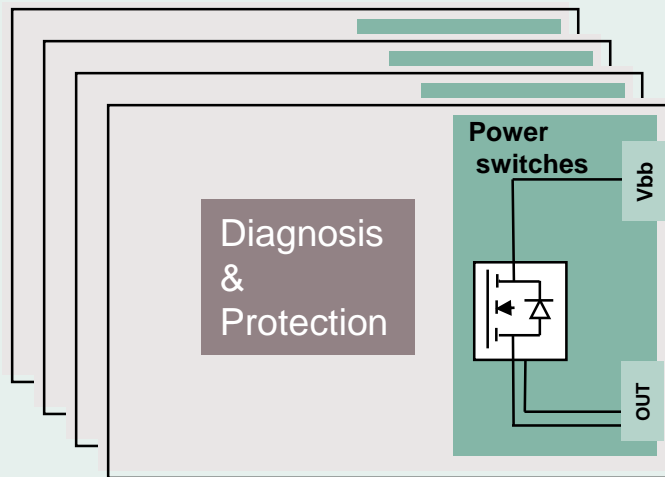 Power
switches
Vbb
Diagnosis
&
Protection
OUT